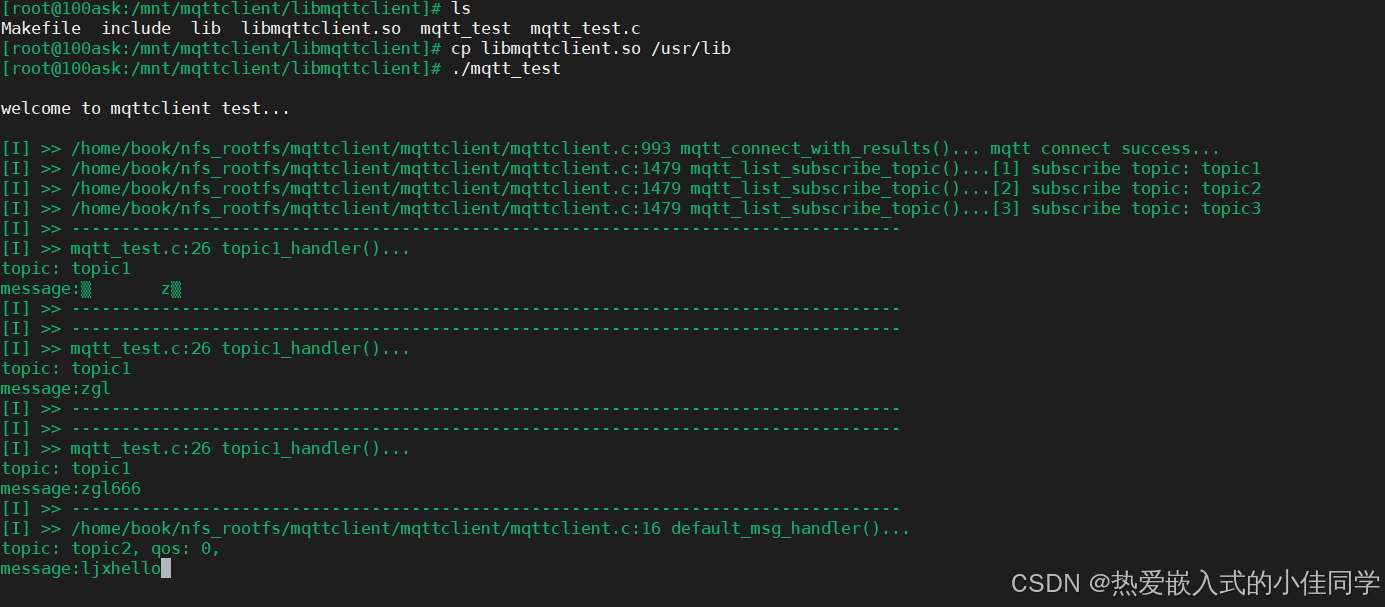 [root@100ask:/mnt/mqttclient/libmqttclient]# ls
Makefile  include  lib  libmqttclient.so  mqtt_test  mqtt_test.c
[root@100ask:/mnt/mqttclient/libmqttclient]# cp libmqttclient.so /usr/lib
[root@100ask:/mnt/mqttclient/libmqttclient]# ./mqtt_test
welcome to mqttclient test...
[I] >> /home/book/nfs_rootfs/mqttclient/mqttclient/mqttclient.c:993 mqtt_connect_with_results()... mqtt connect success...
[I] >> /home/book/nfs_rootfs/mqttclient/mqttclient/mqttclient.c:1479 mqtt_list_subscribe_topic()...[1] subscribe topic: topic1
[I] >> /home/book/nfs_rootfs/mqttclient/mqttclient/mqttclient.c:1479 mqtt_list_subscribe_topic()...[2] subscribe topic: topic2
[I] >> /home/book/nfs_rootfs/mqttclient/mqttclient/mqttclient.c:1479 mqtt_list_subscribe_topic()...[3] subscribe topic: topic3
[I] >> -----------------------------------------------------------------------------------
[I] >> mqtt_test.c:26 topic1_handler()...
topic: topic1
message:▒       z▒
[I] >> -----------------------------------------------------------------------------------
[I] >> -----------------------------------------------------------------------------------
[I] >> mqtt_test.c:26 topic1_handler()...
topic: topic1
message:zgl
[I] >> -----------------------------------------------------------------------------------
[I] >> -----------------------------------------------------------------------------------
[I] >> mqtt_test.c:26 topic1_handler()...
topic: topic1
message:zgl666
[I] >> -----------------------------------------------------------------------------------
[I] >> /home/book/nfs_rootfs/mqttclient/mqttclient/mqttclient.c:16 default_msg_handler()...
topic: topic2, qos: 0,
message:ljxhello
CSDN @热爱嵌入式的小佳同学